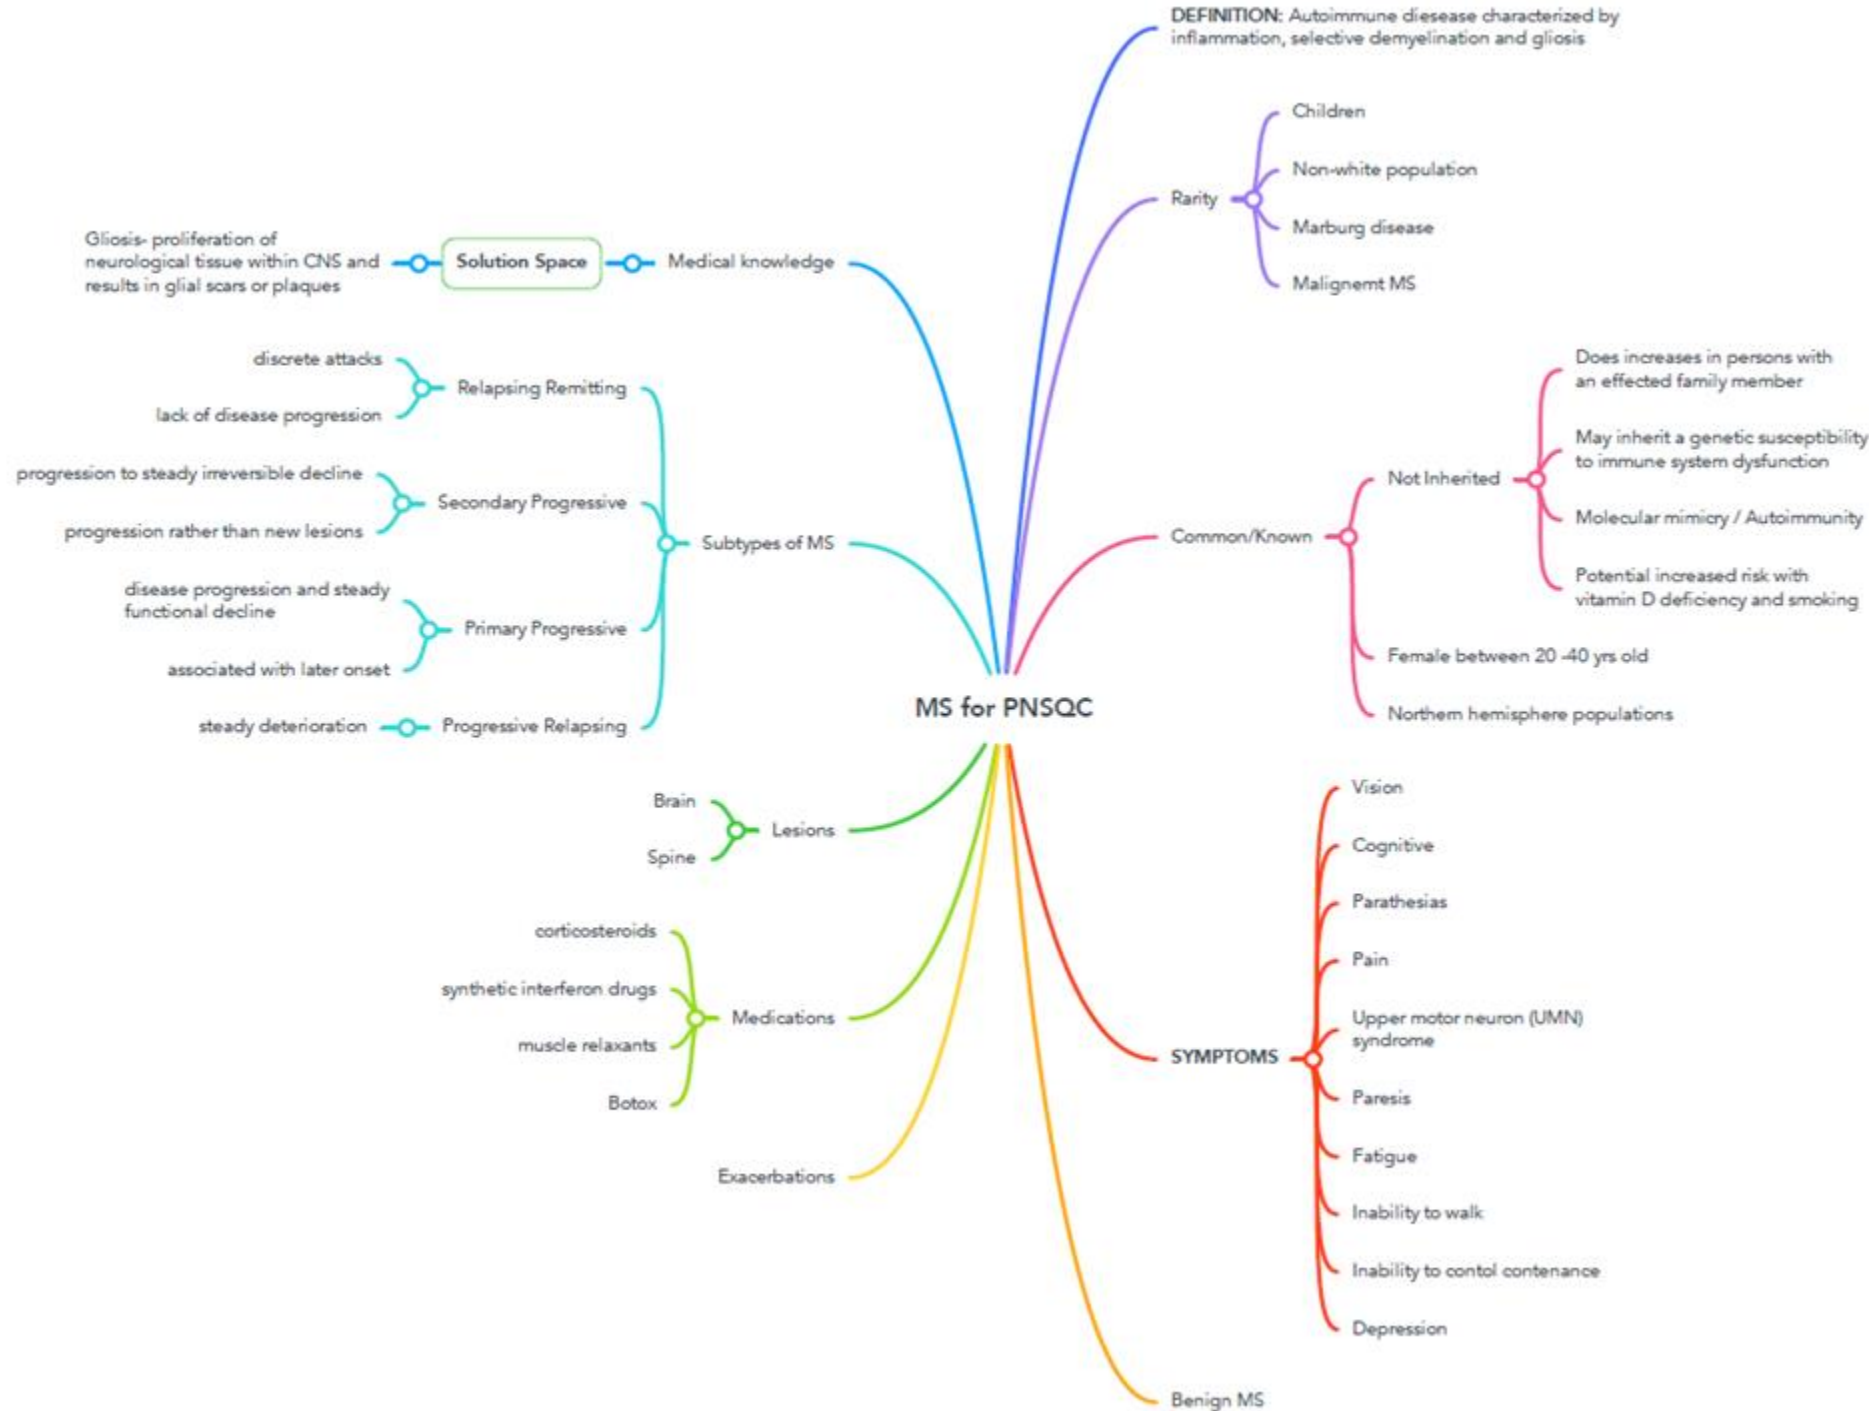 MS for PNSQC
DEFINITION: Autoimmune diesease characterized by
inflammation, selective demyelination and gliosis
Rarity
Children
Non-white population
Marburg disease
Malignemt MS
Common/Known
Not Inherited
Does increases in persons with
an effected family member
May inherit a genetic susceptibility
to immune system dysfunction
Molecular mimicry / Autoimmunity
Potential increased risk with
vitamin D deficiency and smoking
Female between 20 -40 yrs old
Northern hemisphere populations
SYMPTOMS
Vision
Cognitive
Parathesias
Pain
Upper motor neuron (UMN)
syndrome
Paresis
Fatigue
Inability to walk
Inability to contol contenance
Depression
Benign MS
Medical knowledge
Solution Space
Gliosis- proliferation of
neurological tissue within CNS and
results in glial scars or plaques
Subtypes of MS
Relapsing Remitting
discrete attacks
lack of disease progression
Secondary Progressive
progression to steady irreversible decline
progression rather than new lesions
Primary Progressive
disease progression and steady
functional decline
associated with later onset
Progressive Relapsing
steady deterioration
Lesions
Brain
Spine
Medications
corticosteroids
synthetic interferon drugs
muscle relaxants
Botox
Exacerbations